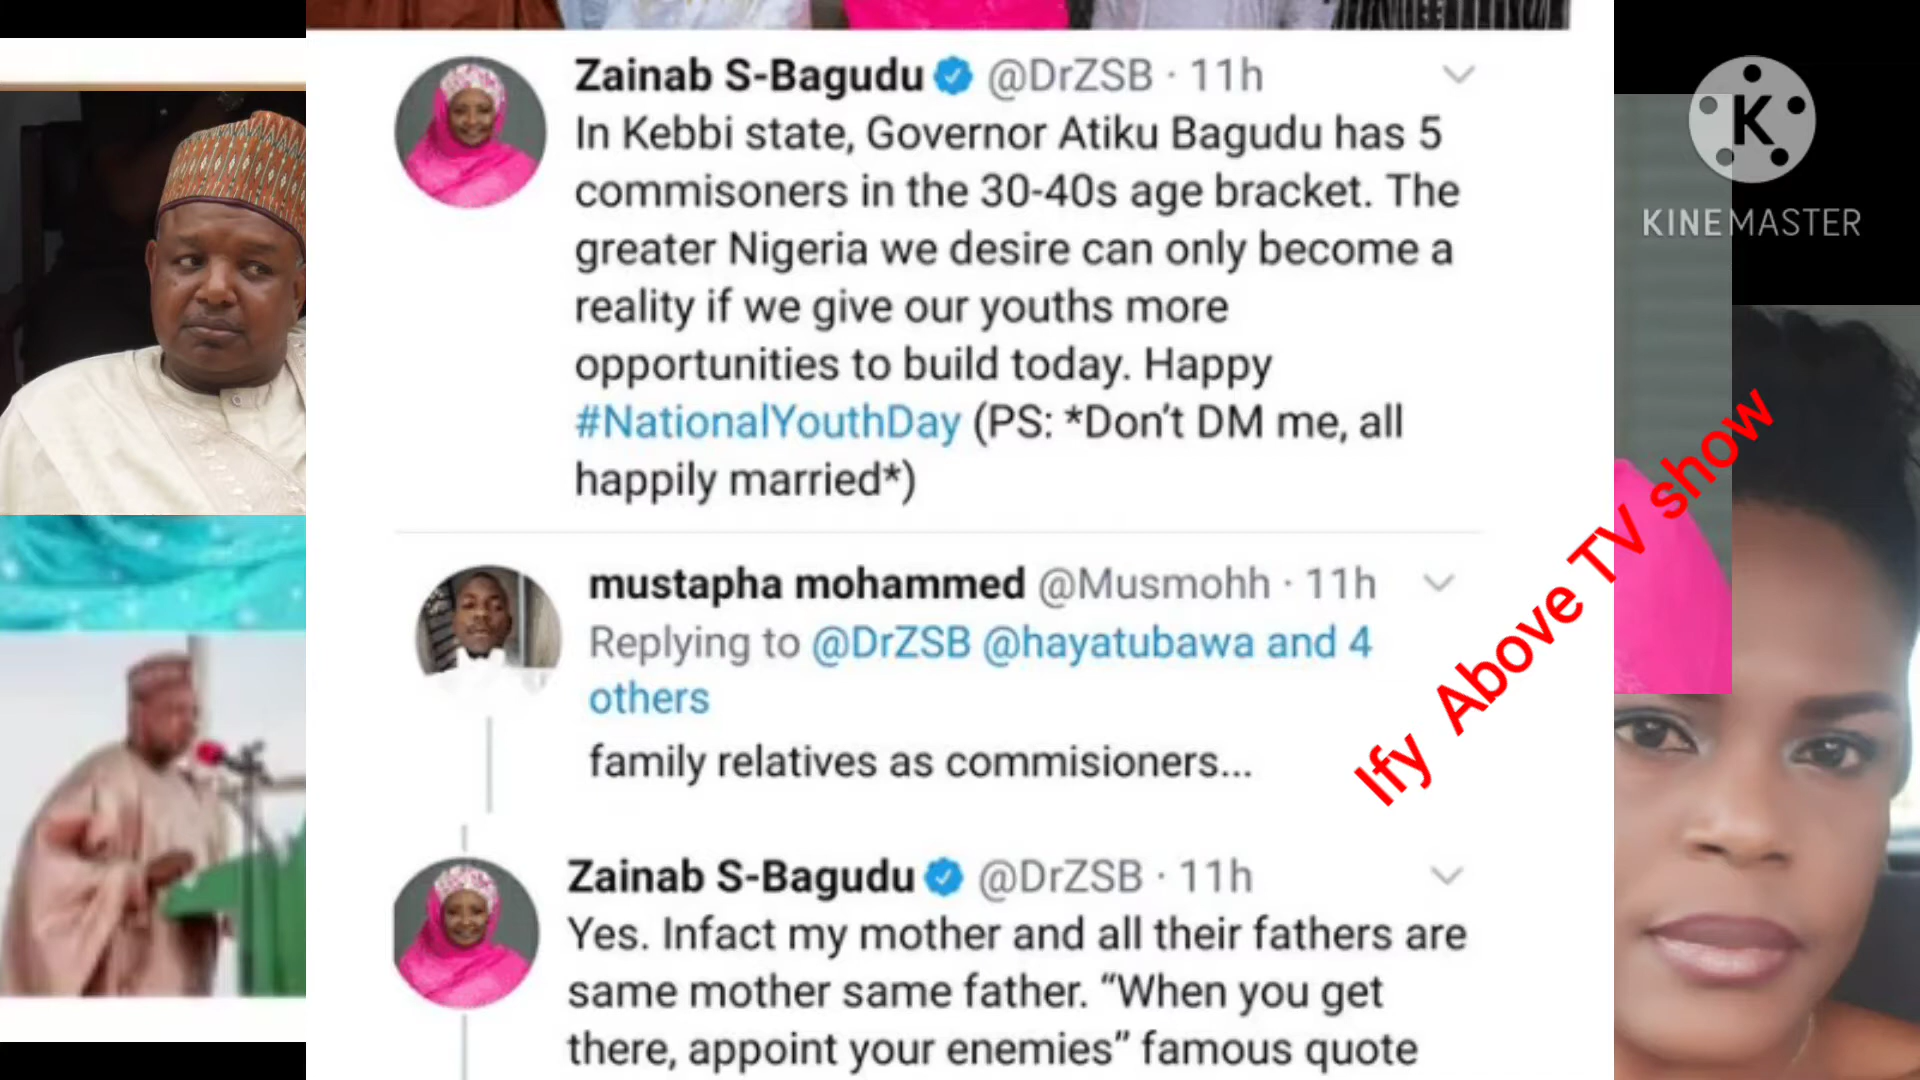 Zainab S-Bagudu @DrZSB · 11h
In Kebbi state, Governor Atiku Bagudu has 5
commisoners in the 30-40s age bracket. The
greater Nigeria we desire can only become a
reality if we give our youths more
opportunities to build today. Happy
#NationalYouthDay (PS: *Don’t DM me, all
happily married*)
mustapha mohammed @Musmohh · 11h
Replying to @DrZSB @hayatubawa and 4
others
family relatives as commisioners...
Zainab S-Bagudu @DrZSB · 11h
Yes. Infact my mother and all their fathers are
same mother same father. “When you get
there, appoint your enemies” famous quote
Ify Above TV show
K
KINEMASTER